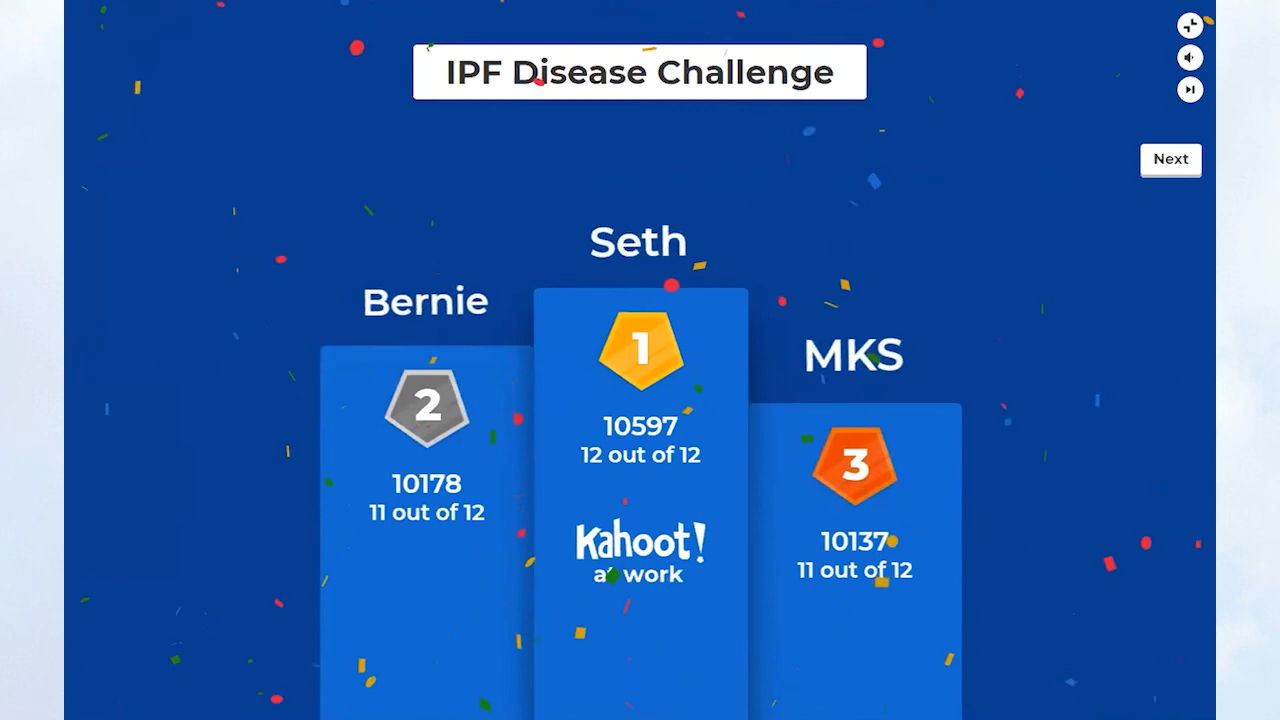 IPF Disease Challenge
Next
Seth
Bernie
MKS
1
2
3
10597
12 out of 12
10178
11 out of 12
10137
11 out of 12
Kahoot!
at work